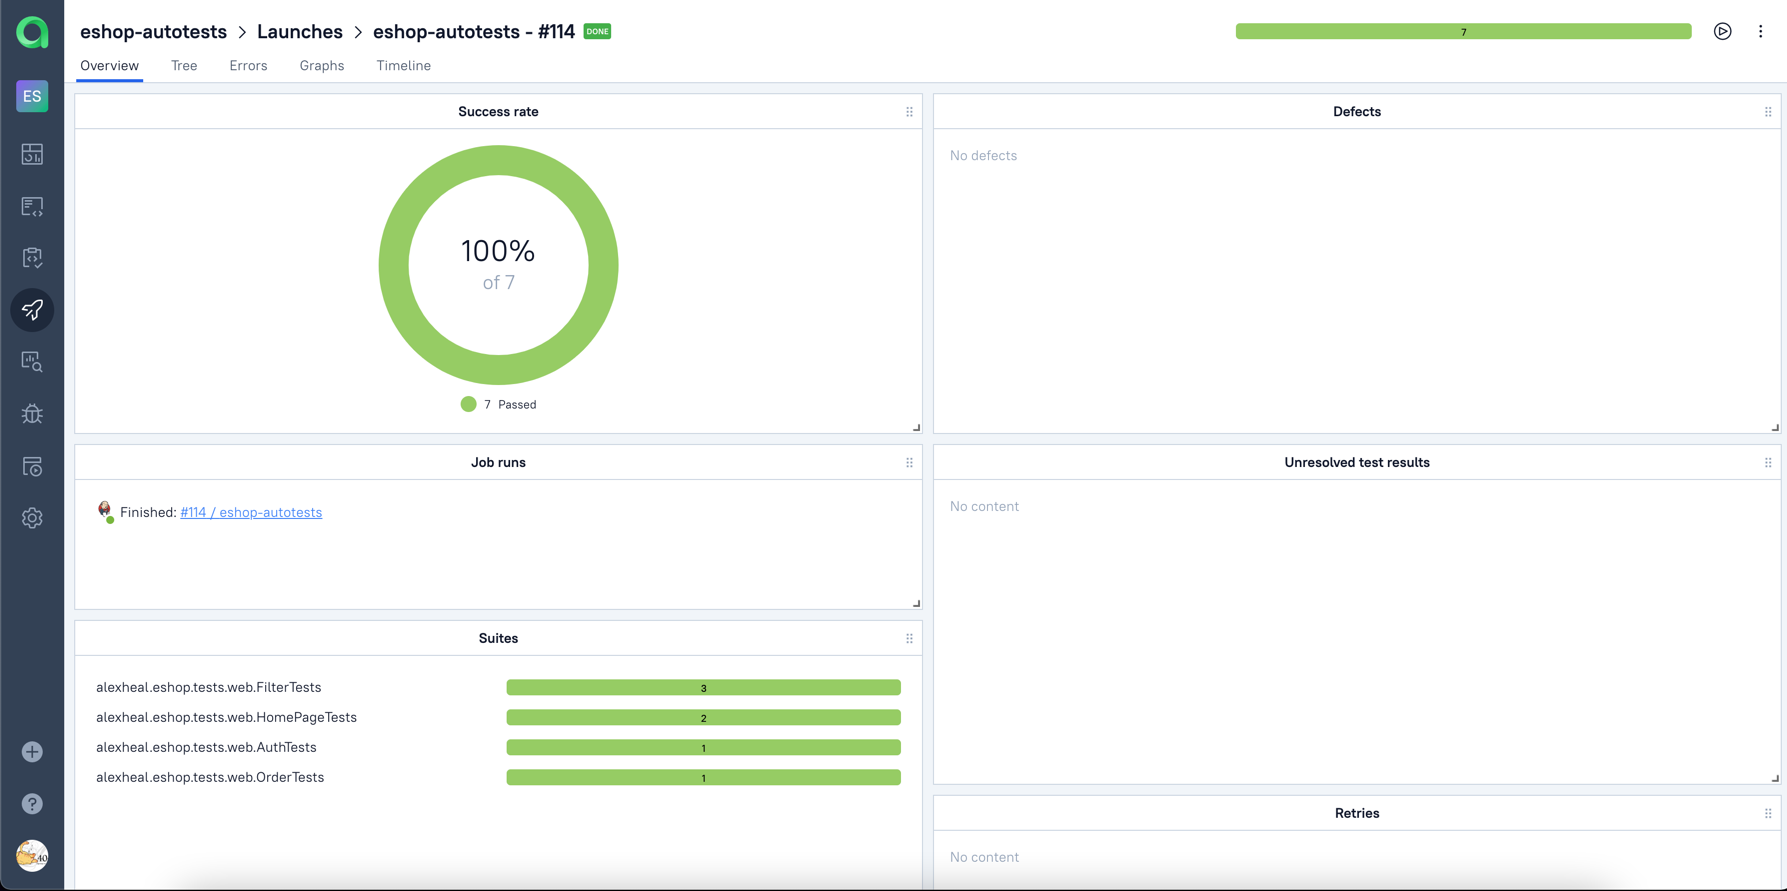 eshop-autotests > Launches > eshop-autotests - #114 DONE
7
Overview Tree Errors Graphs Timeline
ES
Success rate
100%
of 7
7 Passed
Defects
No defects
Job runs
Finished: #114 / eshop-autotests
Unresolved test results
No content
Suites
alexheal.eshop.tests.web.FilterTests 3
alexheal.eshop.tests.web.HomePageTests 2
alexheal.eshop.tests.web.AuthTests 1
alexheal.eshop.tests.web.OrderTests 1
Retries
No content